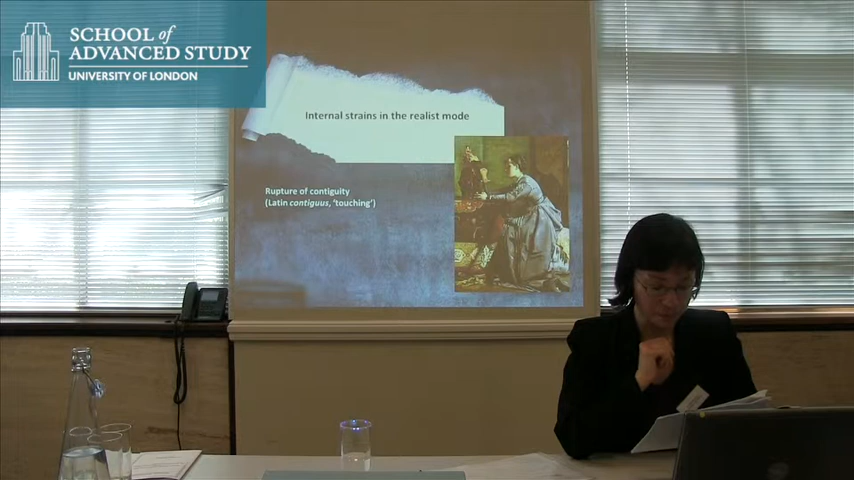 SCHOOL of
ADVANCED STUDY
UNIVERSITY OF LONDON
Internal strains in the realist mode
Rupture of contiguity
(Latin contiguus, ‘touching’)